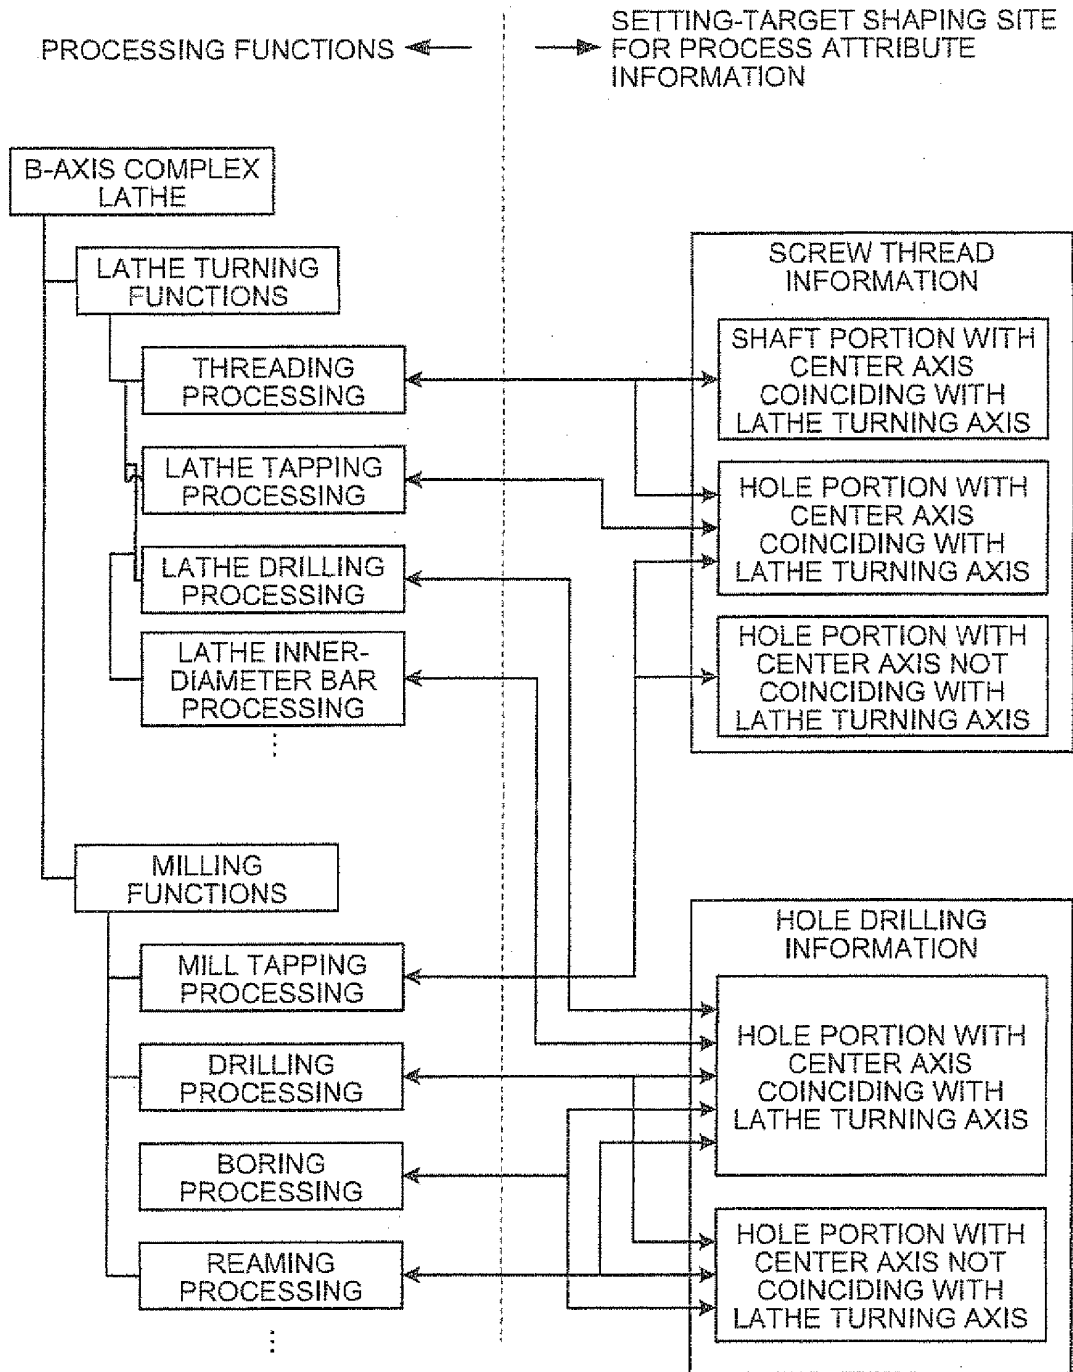 PROCESSING FUNCTIONS
SETTING-TARGET SHAPING SITE
FOR PROCESS ATTRIBUTE
INFORMATION
B-AXIS COMPLEX
LATHE
LATHE TURNING
FUNCTIONS
THREADING
PROCESSING
LATHE TAPPING
PROCESSING
LATHE DRILLING
PROCESSING
LATHE INNER-
DIAMETER BAR
PROCESSING
⋮
MILLING
FUNCTIONS
MILL TAPPING
PROCESSING
DRILLING
PROCESSING
BORING
PROCESSING
REAMING
PROCESSING
⋮
SCREW THREAD
INFORMATION
SHAFT PORTION WITH
CENTER AXIS
COINCIDING WITH
LATHE TURNING AXIS
HOLE PORTION WITH
CENTER AXIS
COINCIDING WITH
LATHE TURNING AXIS
HOLE PORTION WITH
CENTER AXIS NOT
COINCIDING WITH
LATHE TURNING AXIS
HOLE DRILLING
INFORMATION
HOLE PORTION WITH
CENTER AXIS
COINCIDING WITH
LATHE TURNING AXIS
HOLE PORTION WITH
CENTER AXIS NOT
COINCIDING WITH
LATHE TURNING AXIS